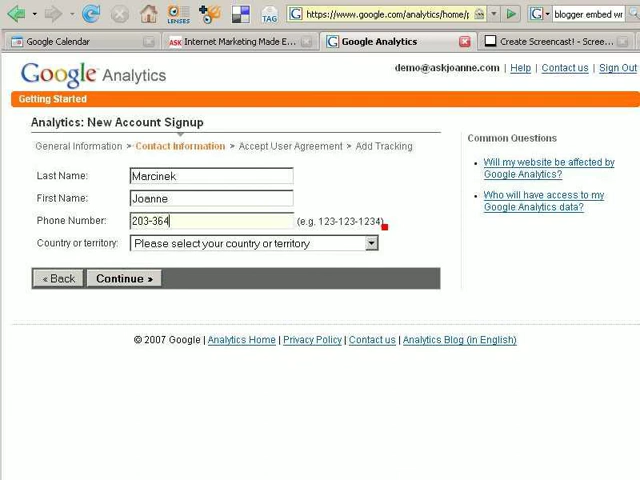 LENSES
TAG
https://www.google.com/analytics/home/p
blogger embed wr
Google Calendar
ASK Internet Marketing Made E...
Google Analytics
Create Screencast! - Scree...
Google Analytics
demo@askjoanne.com | Help | Contact us | Sign Out
Getting Started
Analytics: New Account Signup
General Information > Contact Information > Accept User Agreement > Add Tracking
Last Name: Marcinek
First Name: Joanne
Phone Number: 203-364 (e.g. 123-123-1234)
Country or territory: Please select your country or territory
« Back Continue »
Common Questions
Will my website be affected by
Google Analytics?
Who will have access to my
Google Analytics data?
© 2007 Google | Analytics Home | Privacy Policy | Contact us | Analytics Blog (in English)